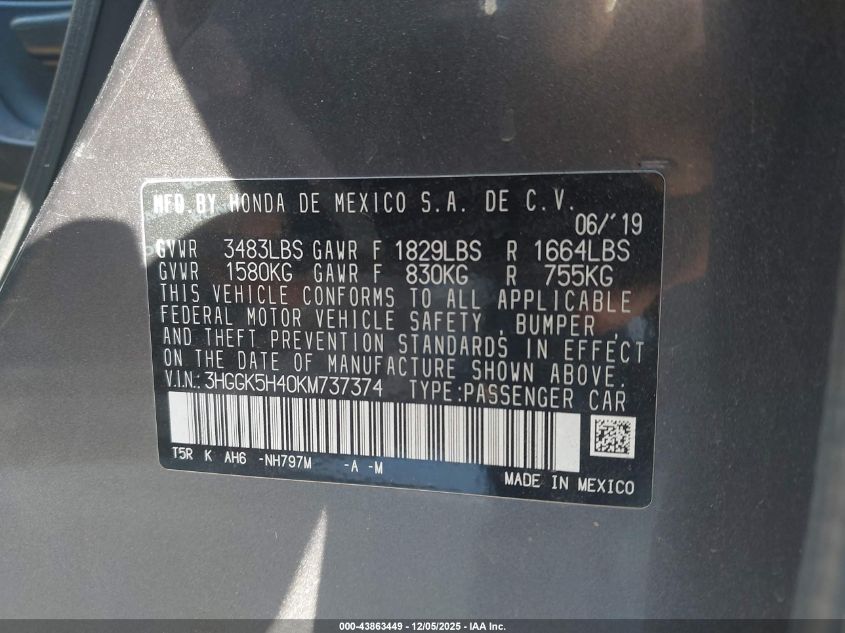 MFD. BY HONDA DE MEXICO S.A. DE C.V.
06/'19
GVWR 3483LBS GAWR F 1829LBS R 1664LBS
GVWR 1580KG GAWR F 830KG R 755KG
THIS VEHICLE CONFORMS TO ALL APPLICABLE
FEDERAL MOTOR VEHICLE SAFETY, BUMPER,
AND THEFT PREVENTION STANDARDS IN EFFECT
ON THE DATE OF MANUFACTURE SHOWN ABOVE.
V.IN.: 3HGGK5H40KM737374 TYPE:PASSENGER CAR
T5R K AH6 -NH797M -A -M
MADE IN MEXICO
000-43863449 - 12/05/2025 - IAA Inc.